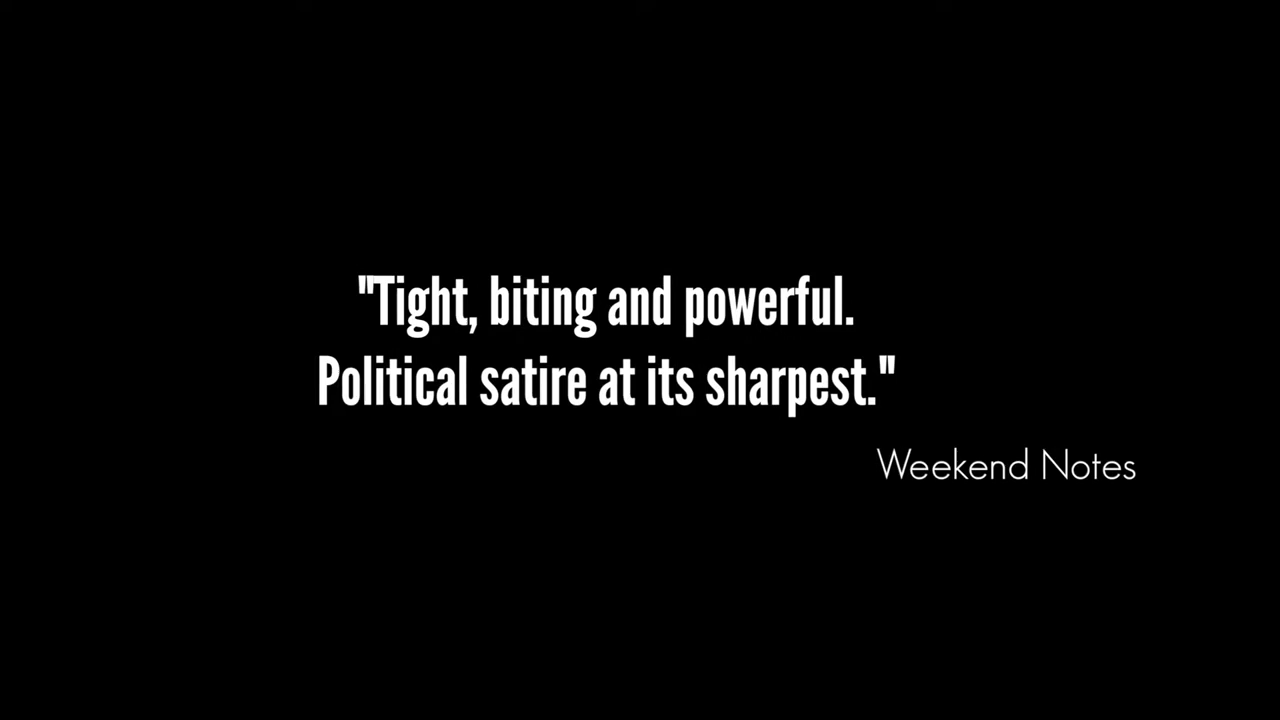 "Tight, biting and powerful.
Political satire at its sharpest."
Weekend Notes